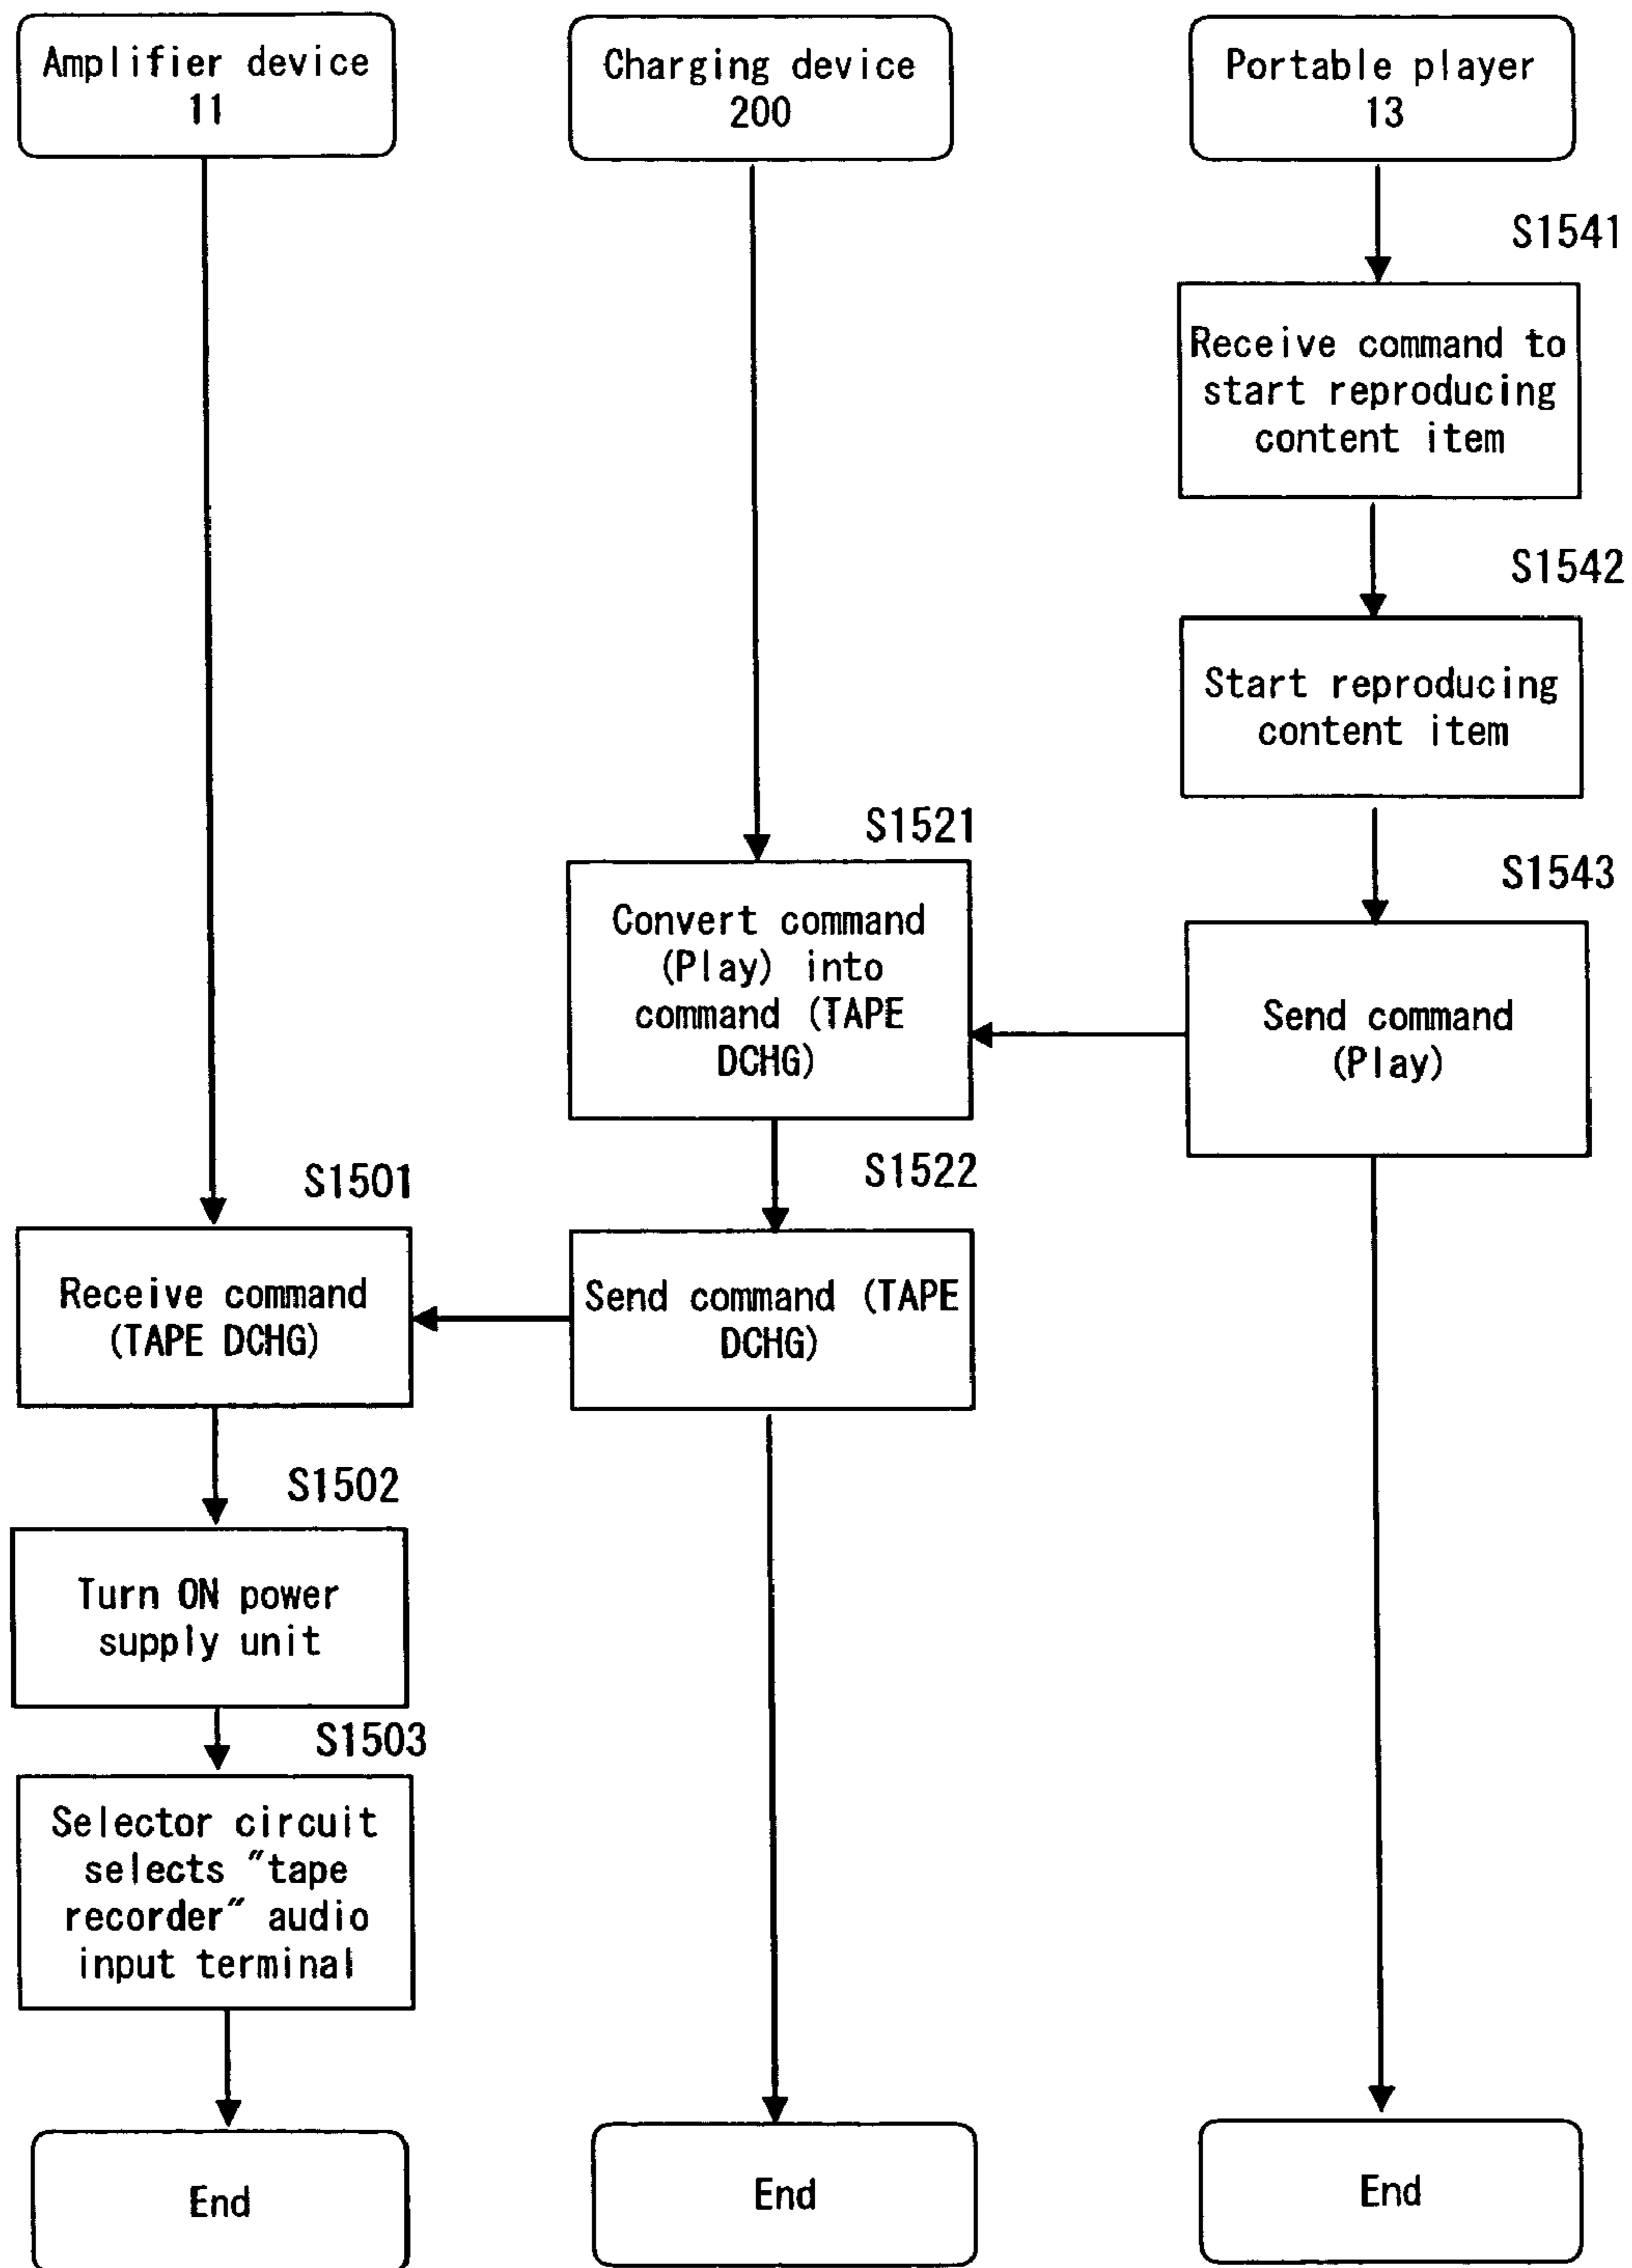 Amplifier device
11
Charging device
200
Portable player
13
S1541
Receive command to
start reproducing
content item
S1542
Start reproducing
content item
S1543
Send command
(Play)
S1521
Convert command
(Play) into
command (TAPE
DCHG)
S1522
Send command (TAPE
DCHG)
S1501
Receive command
(TAPE DCHG)
S1502
Turn ON power
supply unit
S1503
Selector circuit
selects "tape
recorder" audio
input terminal
End
End
End